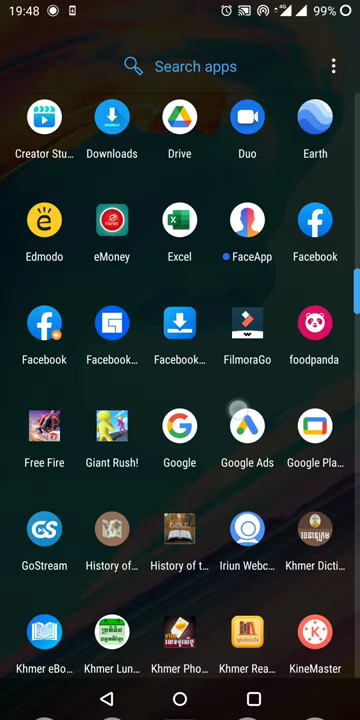 19:48
4G
99%
Search apps
Creator Stu... Downloads Drive Duo Earth
Edmodo eMoney Excel FaceApp Facebook
Facebook Facebook... Facebook... FilmoraGo foodpanda
Free Fire Giant Rush! Google Google Ads Google Pla...
GoStream History of... History of t... Iriun Webc... Khmer Dicti...
Khmer eBo... Khmer Lun... Khmer Pho... Khmer Rea... KineMaster